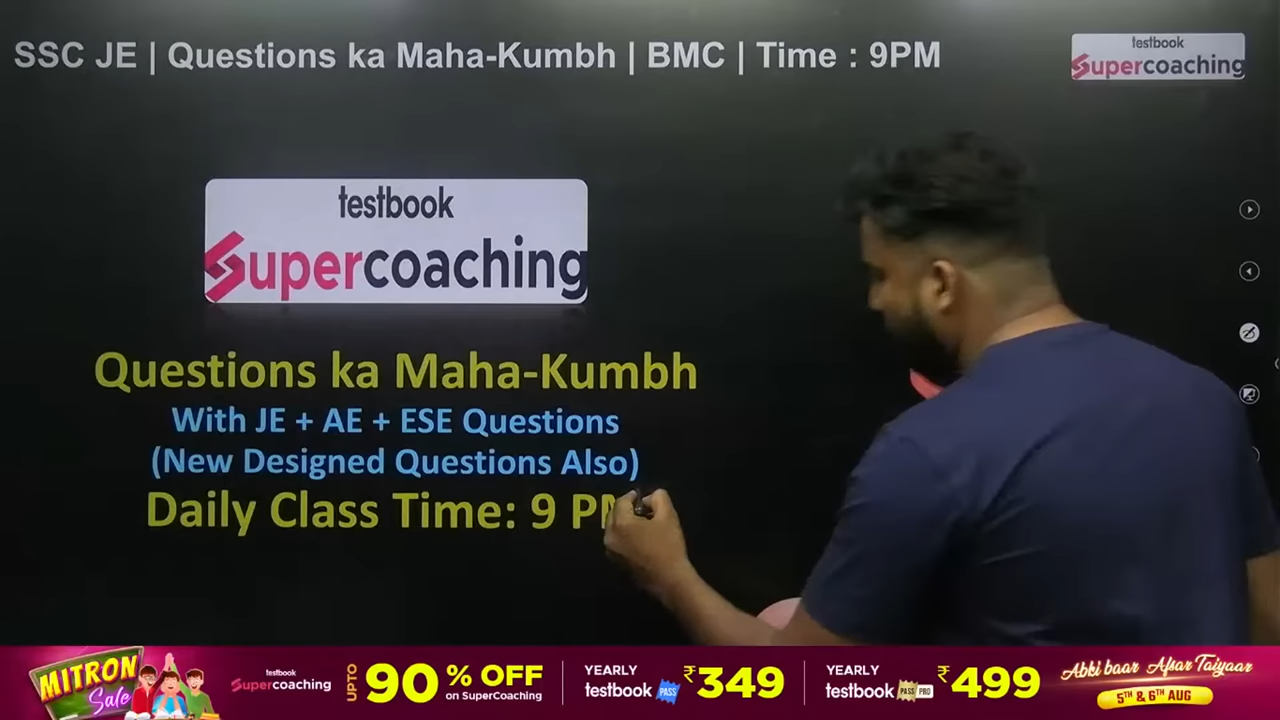 SSC JE | Questions ka Maha-Kumbh | BMC | Time : 9PM
testbook
Supercoaching
testbook
Supercoaching
Questions ka Maha-Kumbh
With JE + AE + ESE Questions
(New Designed Questions Also)
Daily Class Time: 9 PM
MITRON
Sale
testbook
Supercoaching
UPTO 90 % OFF
on SuperCoaching
YEARLY
testbook PASS
₹349
YEARLY
testbook PASS PRO
₹499
Abki baar Afsar Taiyaar
5TH & 6TH AUG